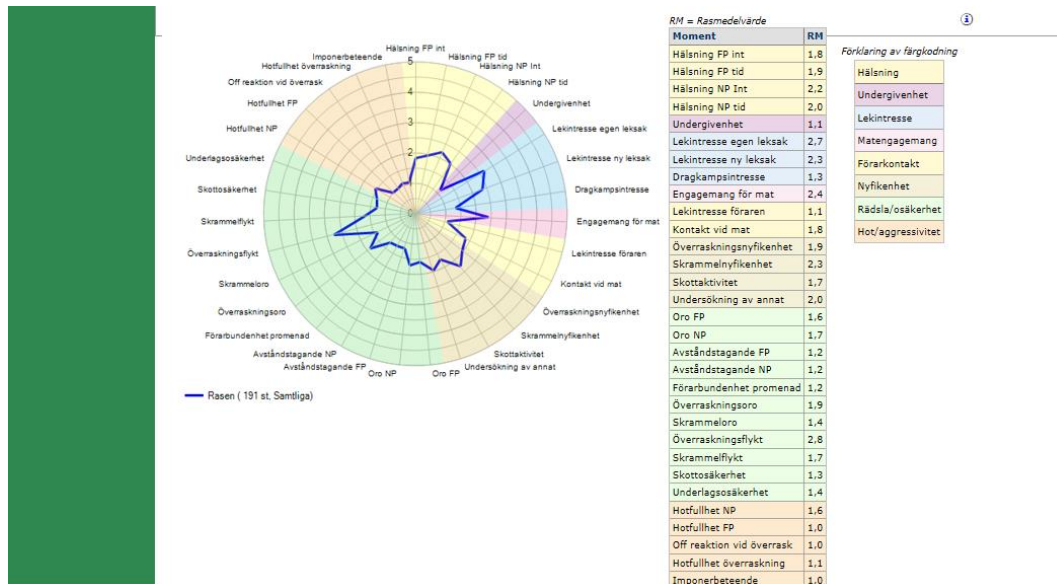 Hälsning FP int
Hälsning FP tid
Hälsning NP Int
Hälsning NP tid
Undergivenhet
Lekintresse egen leksak
Lekintresse ny leksak
Dragkampsintresse
Engagemang för mat
Lekintresse föraren
Kontakt vid mat
Överraskningsnyfikenhet
Skrammelnyfikenhet
Skottaktivitet
Undersökning av annat
Oro FP
Oro NP
Avståndstagande FP
Avståndstagande NP
Förarbundenhet promenad
Överraskningsoro
Skrammeloro
Överraskningsflykt
Skrammelflykt
Skottosäkerhet
Underlagsosäkerhet
Hotfullhet NP
Hotfullhet FP
Off reaktion vid överrask
Hotfullhet överraskning
Imponerbeteende
5
4
3
2
0
Rasen ( 191 st, Samtliga)
RM = Rasmedelvärde
Moment RM
Hälsning FP int 1,8
Hälsning FP tid 1,9
Hälsning NP Int 2,2
Hälsning NP tid 2,0
Undergivenhet 1,1
Lekintresse egen leksak 2,7
Lekintresse ny leksak 2,3
Dragkampsintresse 1,3
Engagemang för mat 2,4
Lekintresse föraren 1,1
Kontakt vid mat 1,8
Överraskningsnyfikenhet 1,9
Skrammelnyfikenhet 2,3
Skottaktivitet 1,7
Undersökning av annat 2,0
Oro FP 1,6
Oro NP 1,7
Avståndstagande FP 1,2
Avståndstagande NP 1,2
Förarbundenhet promenad 1,2
Överraskningsoro 1,9
Skrammeloro 1,4
Överraskningsflykt 2,8
Skrammelflykt 1,7
Skottosäkerhet 1,3
Underlagsosäkerhet 1,4
Hotfullhet NP 1,6
Hotfullhet FP 1,0
Off reaktion vid överrask 1,0
Hotfullhet överraskning 1,1
Imponerbeteende 1,0
i
Förklaring av färgkodning
Hälsning
Undergivenhet
Lekintresse
Matengagemang
Förarkontakt
Nyfikenhet
Rädsla/osäkerhet
Hot/aggressivitet